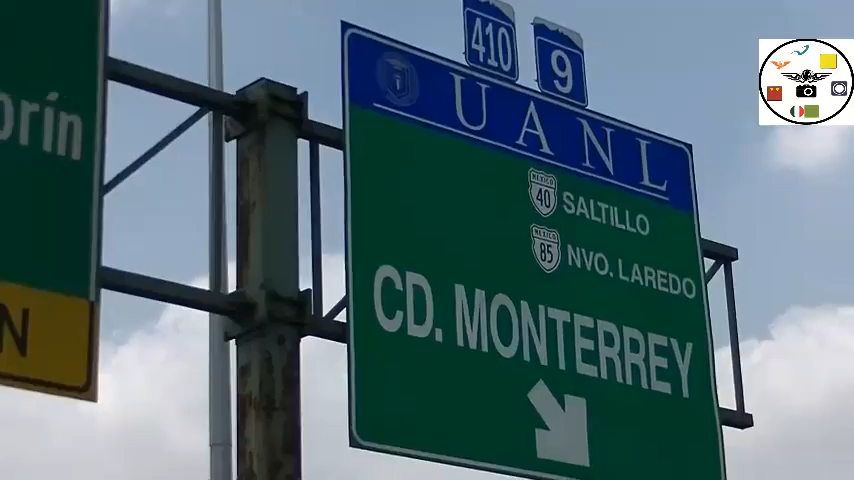 410
9
UANL
MEXICO
40
SALTILLO
MEXICO
85
NVO. LAREDO
CD. MONTERREY
orín
N